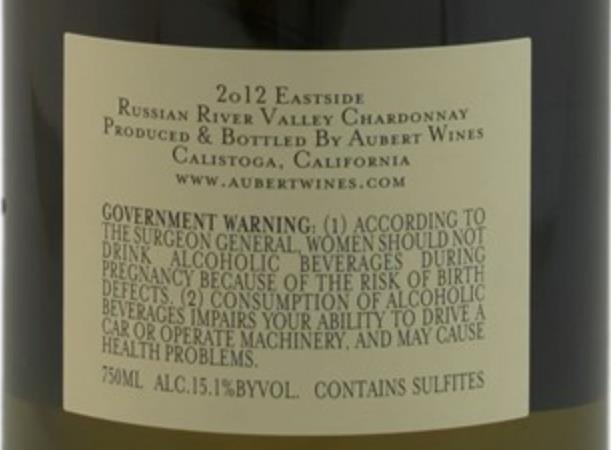 2012 Eastside
Russian River Valley Chardonnay
Produced & Bottled By Aubert Wines
Calistoga, California
www.aubertwines.com
GOVERNMENT WARNING: (1) ACCORDING TO
THE SURGEON GENERAL, WOMEN SHOULD NOT
DRINK ALCOHOLIC BEVERAGES DURING
PREGNANCY BECAUSE OF THE RISK OF BIRTH
DEFECTS. (2) CONSUMPTION OF ALCOHOLIC
BEVERAGES IMPAIRS YOUR ABILITY TO DRIVE A
CAR OR OPERATE MACHINERY, AND MAY CAUSE
HEALTH PROBLEMS.
750ML ALC.15.1%BYVOL. CONTAINS SULFITES